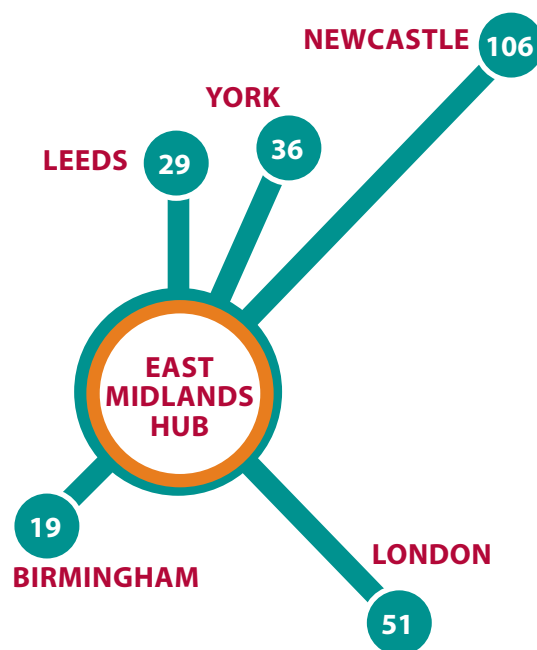 NEWCASTLE
106
YORK
36
LEEDS
29
EAST
MIDLANDS
HUB
19
BIRMINGHAM
LONDON
51